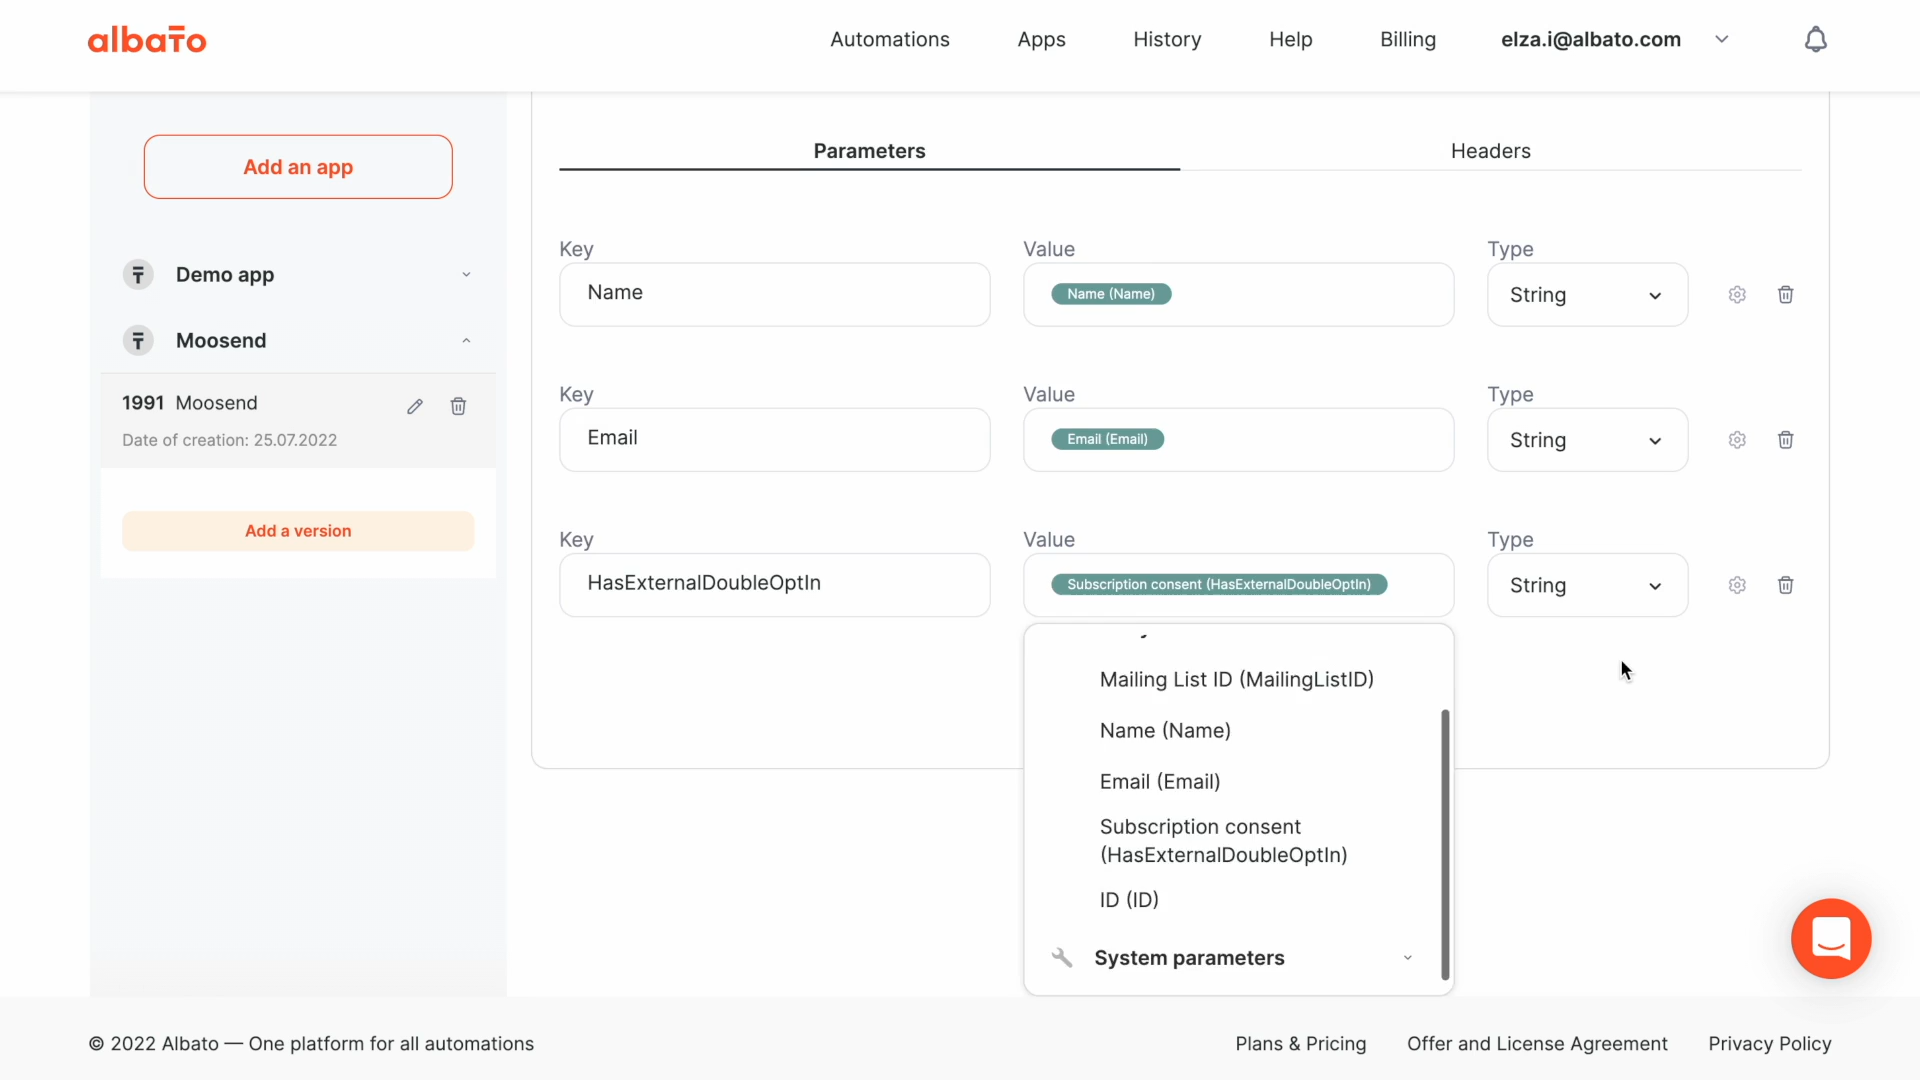 albato
Automations
Apps
History
Help
Billing
elza.i@albato.com
Add an app
Demo app
Moosend
1991 Moosend
Date of creation: 25.07.2022
Add a version
Parameters
Headers
Key
Value
Type
Name
Name (Name)
String
Key
Value
Type
Email
Email (Email)
String
Key
Value
Type
HasExternalDoubleOptIn
Subscription consent (HasExternalDoubleOptIn)
String
Mailing List ID (MailingListID)
Name (Name)
Email (Email)
Subscription consent
(HasExternalDoubleOptIn)
ID (ID)
System parameters
© 2022 Albato — One platform for all automations
Plans & Pricing
Offer and License Agreement
Privacy Policy